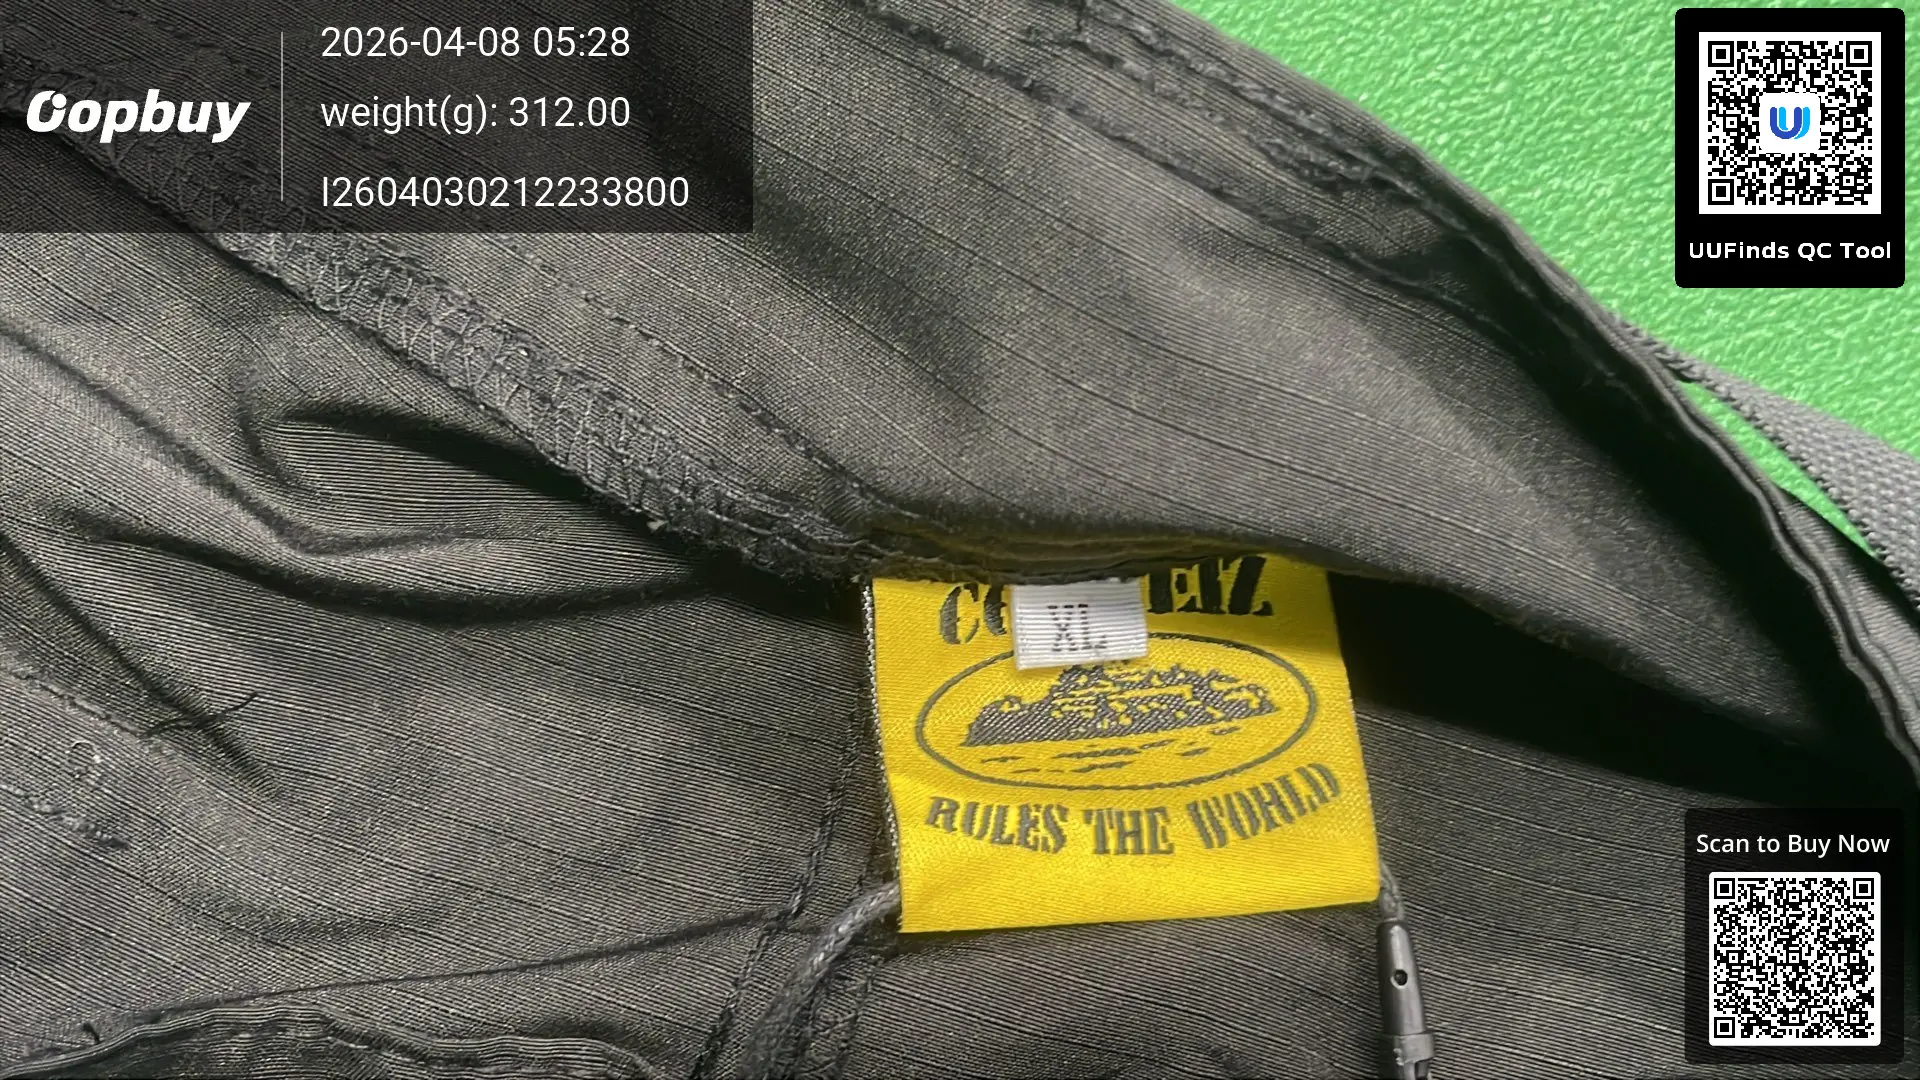 Oopbuy
2026-04-08 05:28
weight(g): 312.00
I2604030212233800
UUFinds QC Tool
XL
RULES THE WORLD
Scan to Buy Now